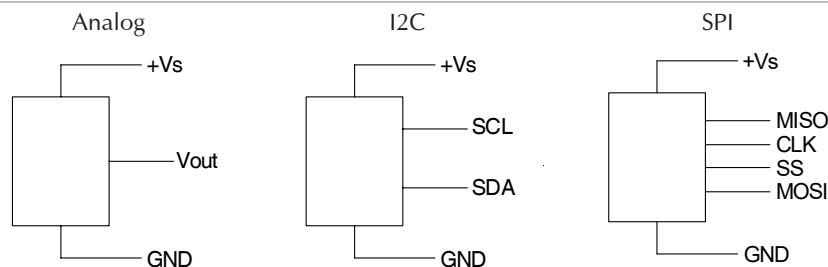 Analog
+Vs
Vout
GND
I2C
+Vs
SCL
SDA
GND
SPI
+Vs
MISO
CLK
SS
MOSI
GND